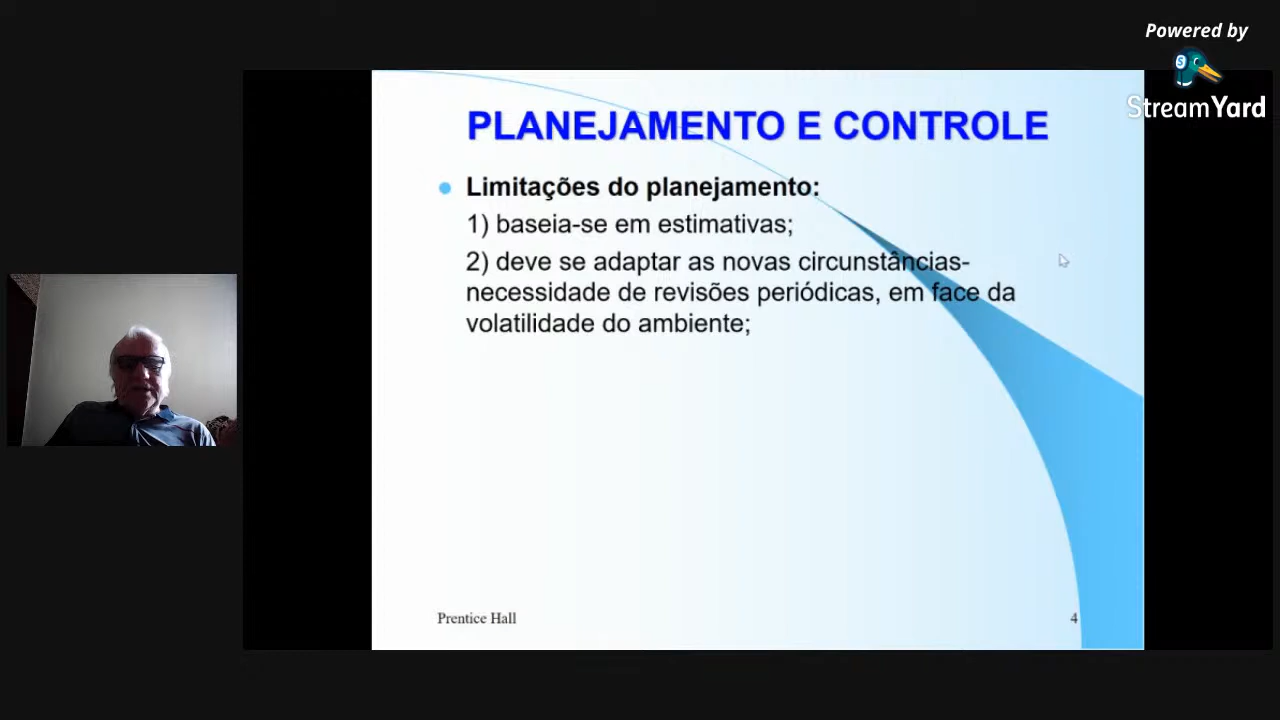 Powered by
StreamYard
PLANEJAMENTO E CONTROLE
Limitações do planejamento:
1) baseia-se em estimativas;
2) deve se adaptar as novas circunstâncias-
necessidade de revisões periódicas, em face da
volatilidade do ambiente;
Prentice Hall
4